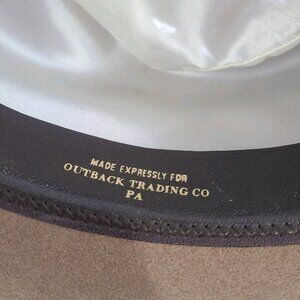 MADE EXPRESSLY FOR
OUTBACK TRADING CO
PA